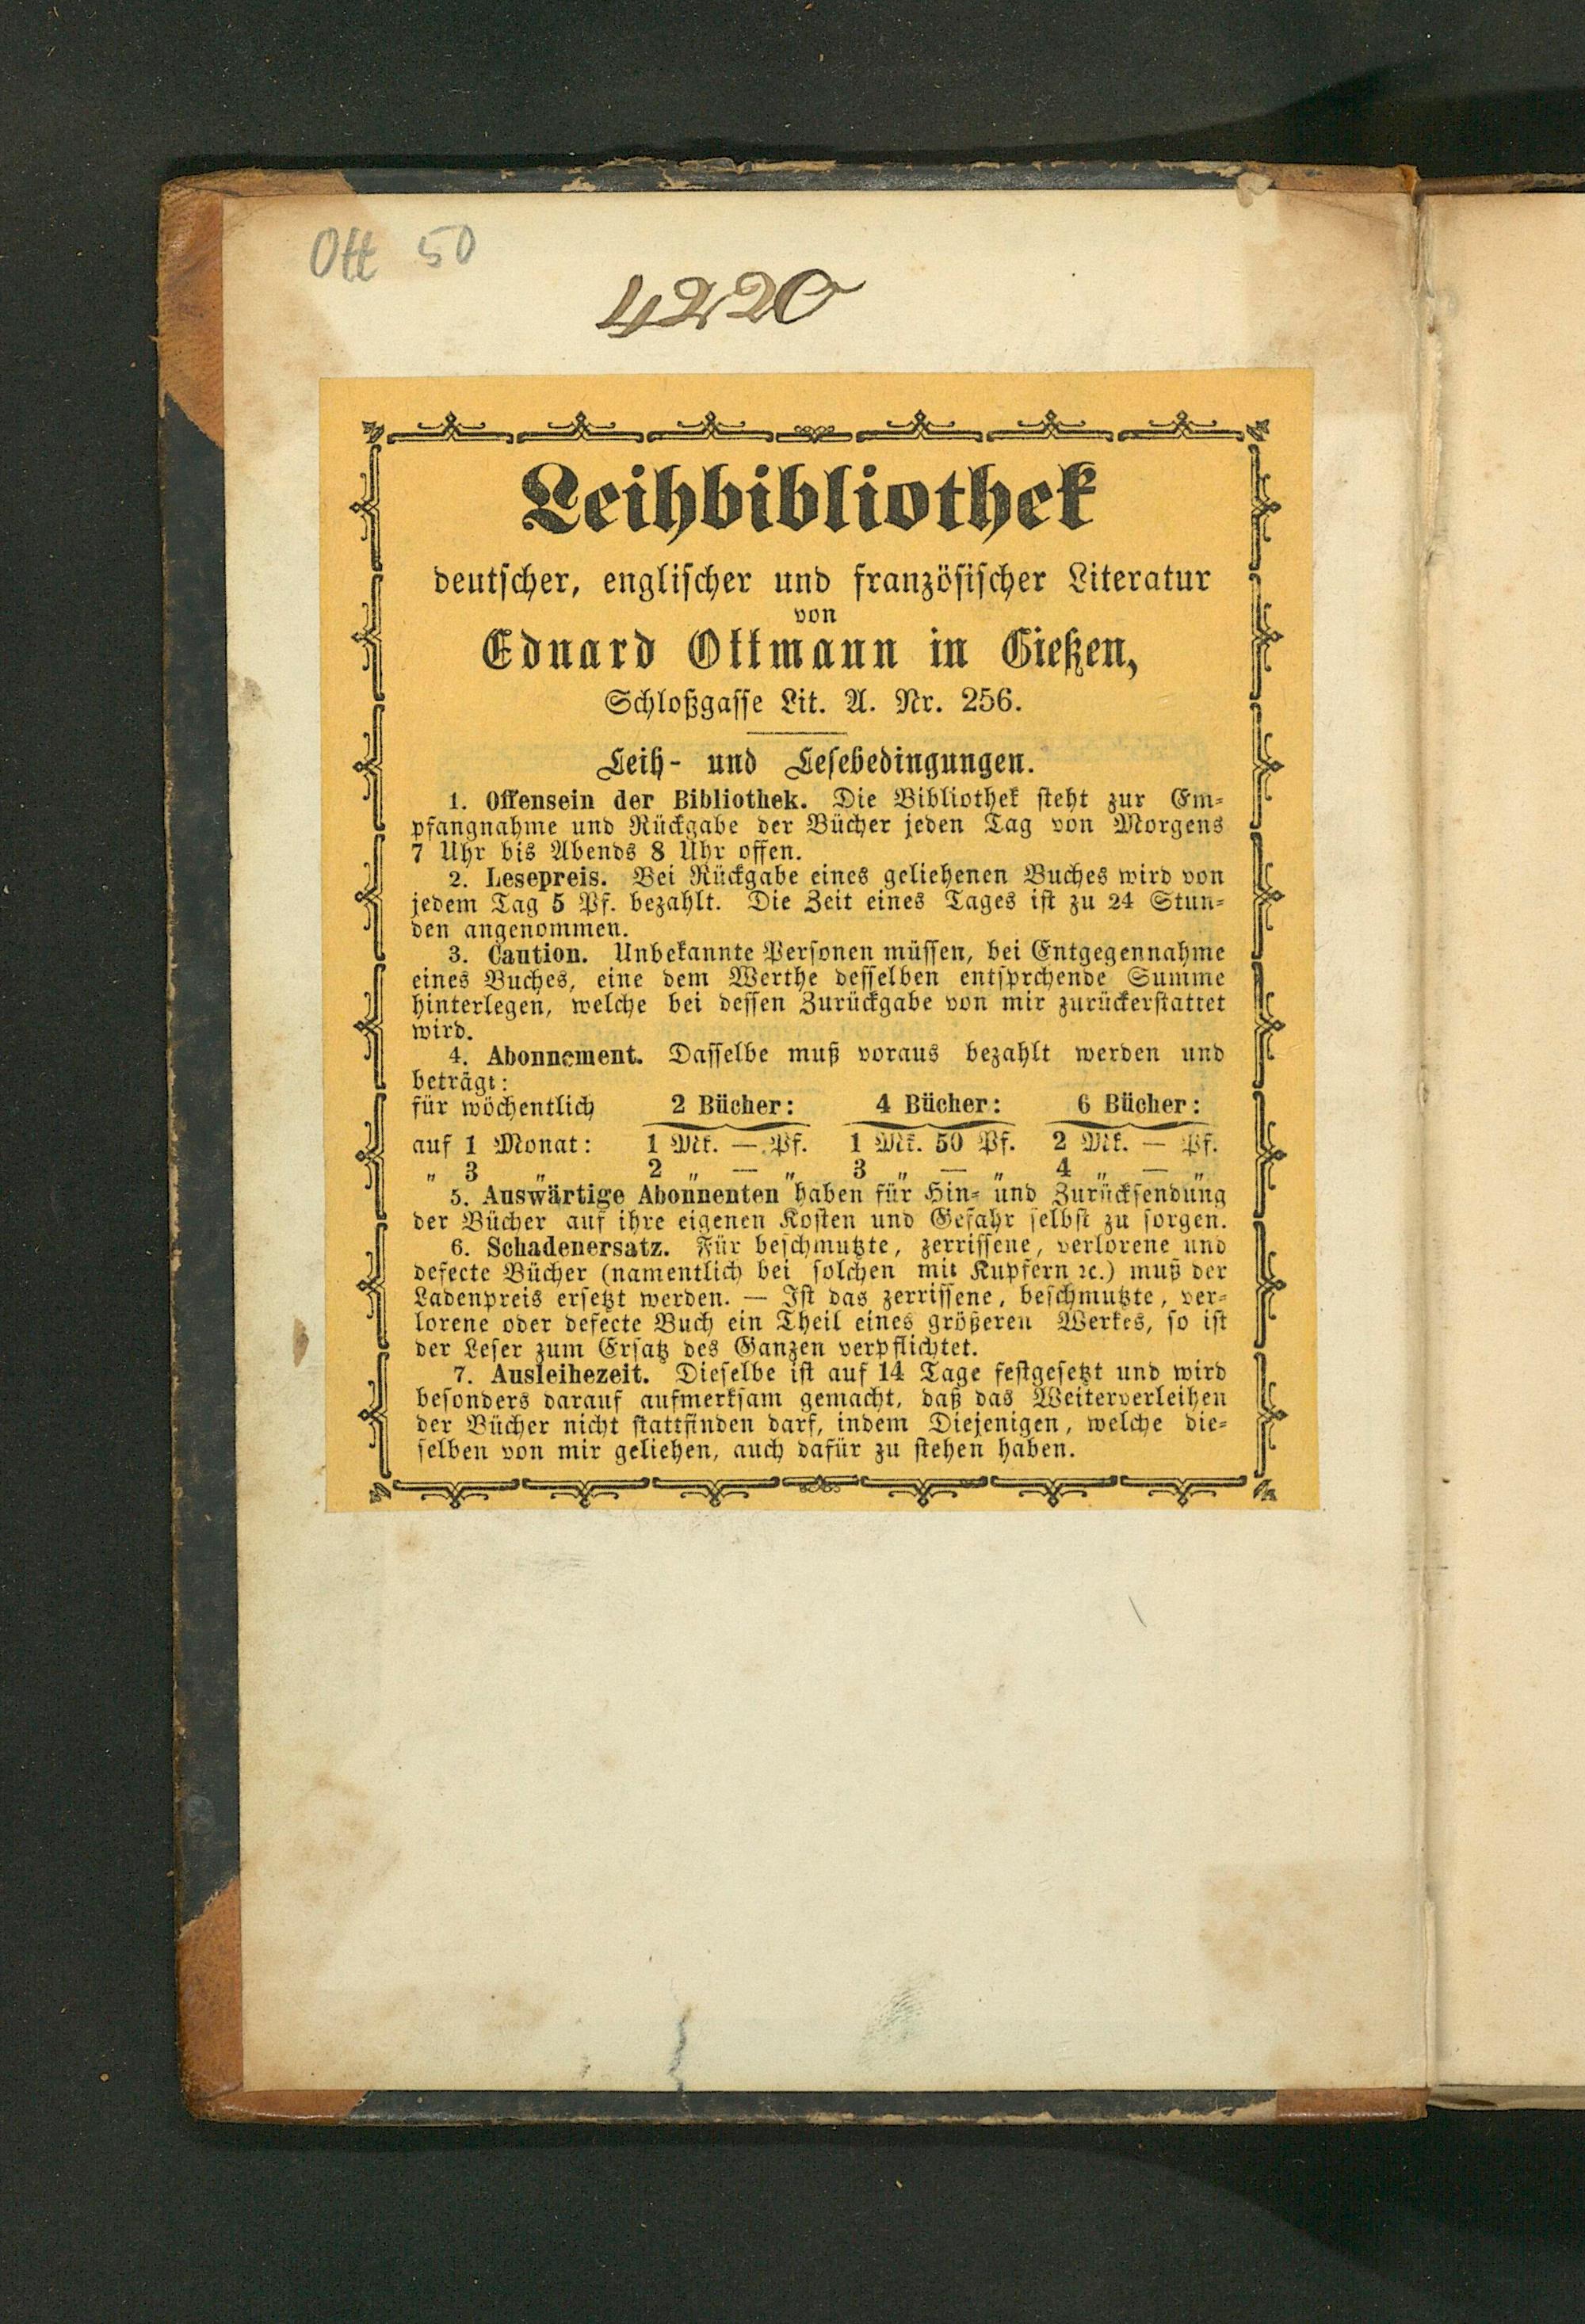 Ott 50
4220
Leihbibliothek
deutscher, englischer und französischer Literatur
von
Eduard Ottmann in Gießen,
Schloßgasse Lit. A. Nr. 256.
Leih- und Lesebedingungen.
1. Offensein der Bibliothek. Die Bibliothek steht zur Em-
pfangnahme und Rückgabe der Bücher jeden Tag von Morgens
7 Uhr bis Abends 8 Uhr offen.
2. Lesepreis. Bei Rückgabe eines geliehenen Buches wird von
jedem Tag 5 Pf. bezahlt. Die Zeit eines Tages ist zu 24 Stun-
den angenommen.
3. Caution. Unbekannte Personen müssen, bei Entgegennahme
eines Buches, eine dem Werthe desselben entsprchende Summe
hinterlegen, welche bei dessen Zurückgabe von mir zurückerstattet
wird.
4. Abonnement. Dasselbe muß voraus bezahlt werden und
beträgt:
für wöchentlich 2 Bücher: 4 Bücher: 6 Bücher:
auf 1 Monat: 1 Mk. — Pf. 1 Mk. 50 Pf. 2 Mk. — Pf.
„ 3 „ 2 „ — „ 3 „ — „ 4 „ — „
5. Auswärtige Abonnenten haben für Hin- und Zurücksendung
der Bücher auf ihre eigenen Kosten und Gefahr selbst zu sorgen.
6. Schadenersatz. Für beschmutzte, zerrissene, verlorene und
defecte Bücher (namentlich bei solchen mit Kupfern ꝛc.) muß der
Ladenpreis ersetzt werden. — Ist das zerrissene, beschmutzte, ver-
lorene oder defecte Buch ein Theil eines größeren Werkes, so ist
der Leser zum Ersatz des Ganzen verpflichtet.
7. Ausleihezeit. Dieselbe ist auf 14 Tage festgesetzt und wird
besonders darauf aufmerksam gemacht, daß das Weiterverleihen
der Bücher nicht stattfinden darf, indem Diejenigen, welche die-
selben von mir geliehen, auch dafür zu stehen haben.